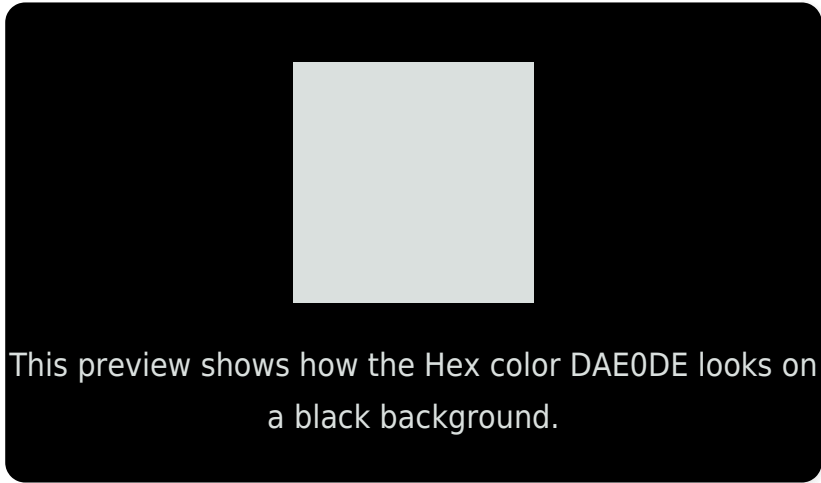 This preview shows how the Hex color DAE0DE looks on
a black background.